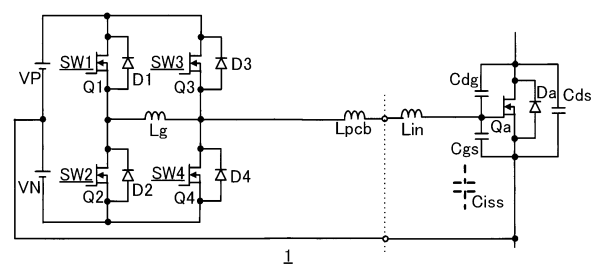 SW1
SW3
D3
VP
Q1
D1
Q3
Cdg
Da
Cds
Lg
Lpcb
Lin
Qa
Cgs
SW2
SW4
VN
Q2
D2
Q4
D4
Ciss
1